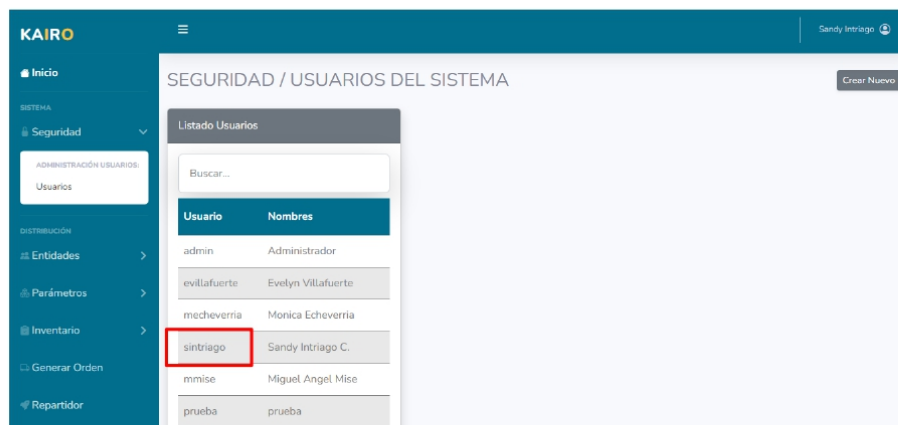 KAIRO
Sandy Intriago
Inicio
SEGURIDAD / USUARIOS DEL SISTEMA
Crear Nuevo
SISTEMA
Seguridad
ADMINISTRACIÓN USUARIOS:
Usuarios
DISTRIBUCIÓN
Entidades
Parámetros
Inventario
Generar Orden
Repartidor
Listado Usuarios
Buscar...
Usuario Nombres
admin Administrador
evillafuerte Evelyn Villafuerte
mecheverria Monica Echeverria
sintriago Sandy Intriago C.
mmise Miguel Angel Mise
prueba prueba